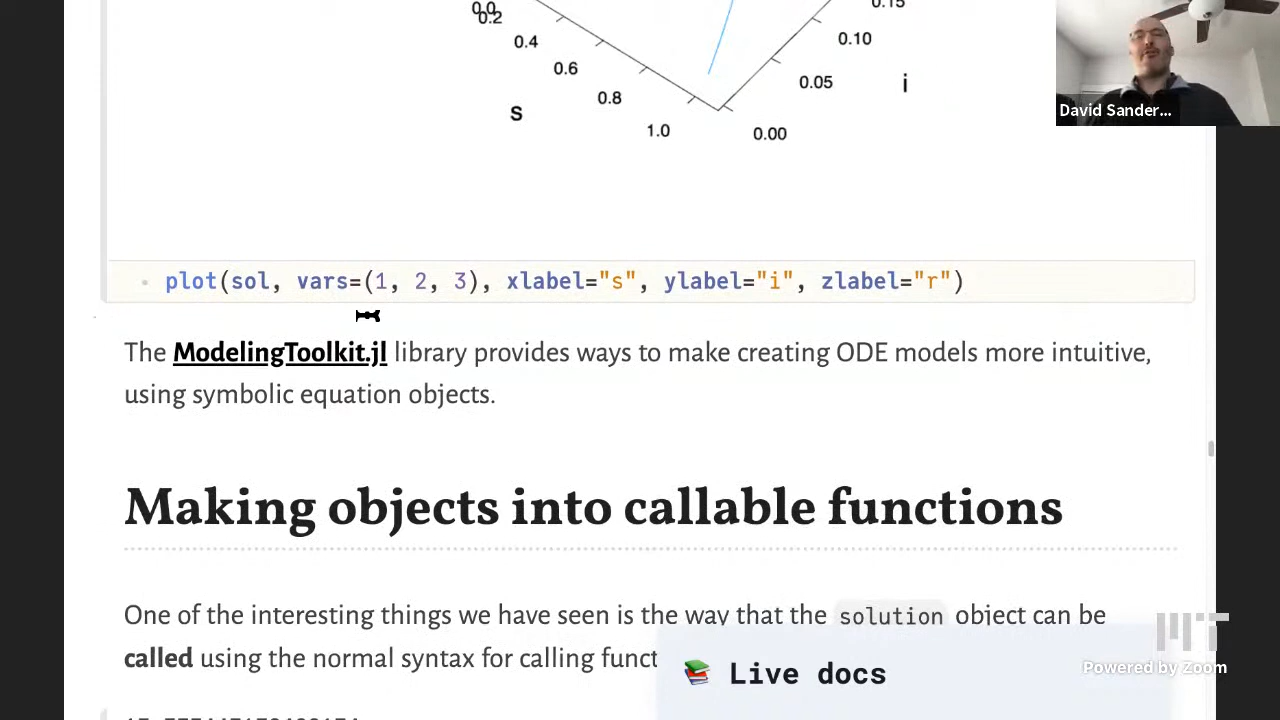 0.0
0.2
0.4
0.6
0.8
1.0
s
0.00
0.05
0.10
0.15
i
David Sander...
plot(sol, vars=(1, 2, 3), xlabel="s", ylabel="i", zlabel="r")
The ModelingToolkit.jl library provides ways to make creating ODE models more intuitive,
using symbolic equation objects.
Making objects into callable functions
One of the interesting things we have seen is the way that the solution object can be
called using the normal syntax for calling funct
Live docs
MIT
Powered by Zoom